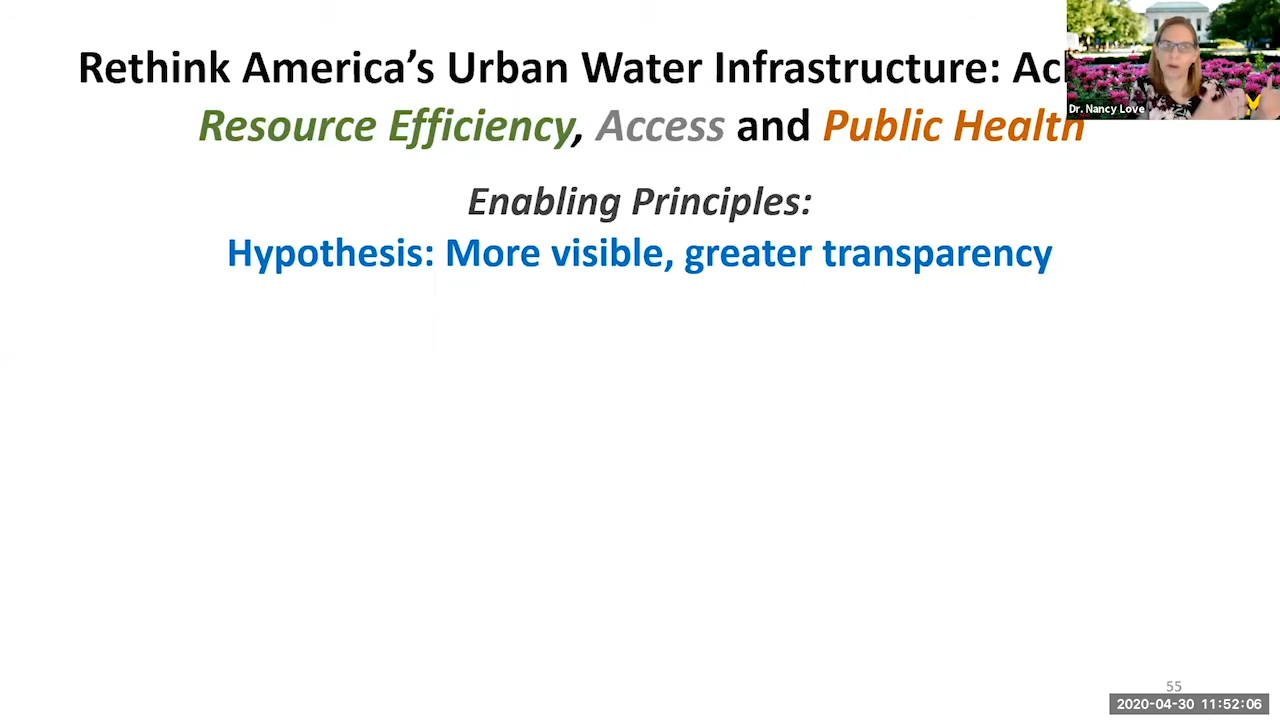 Rethink America's Urban Water Infrastructure:
Resource Efficiency, Access and Public Health
Dr. Nancy Love
Enabling Principles:
Hypothesis: More visible, greater transparency
55
2020-04-30 11:52:06